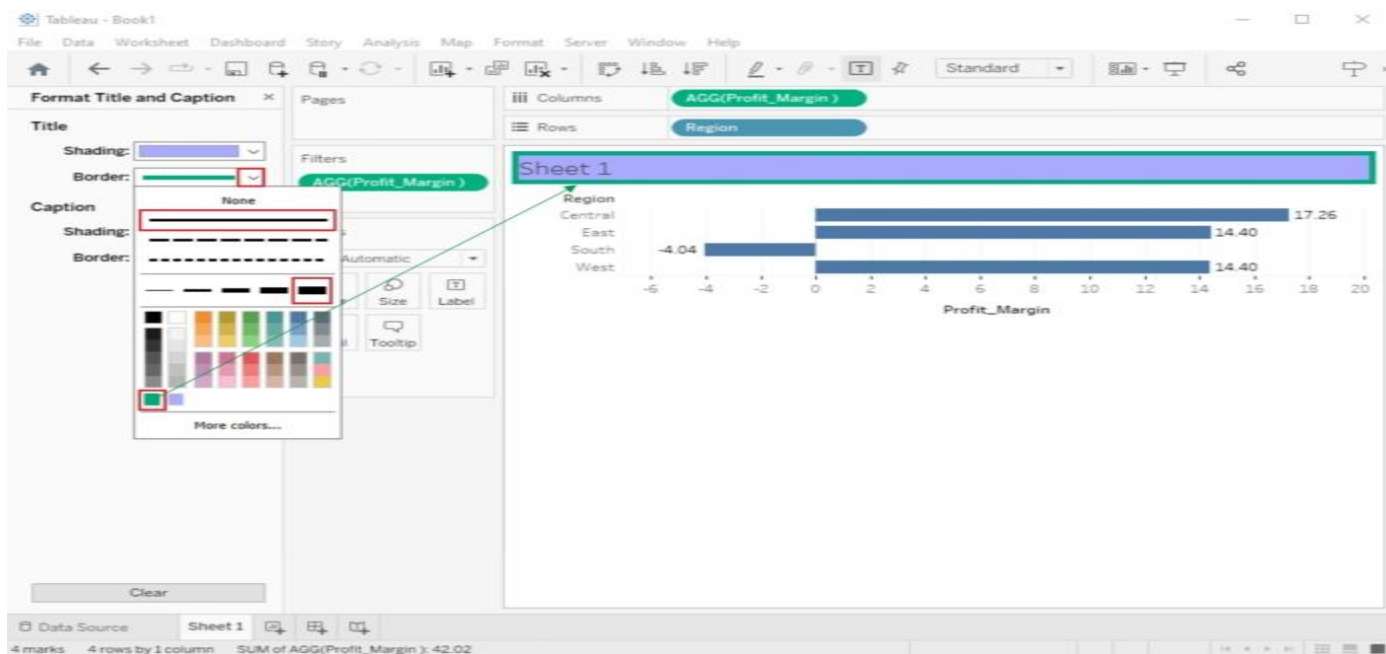 Tableau - Book1
File Data Worksheet Dashboard Story Analysis Map Format Server Window Help
Standard
Format Title and Caption
Pages
Columns
AGG(Profit_Margin )
Title
Rows
Region
Shading:
Border:
Filters
AGG(Profit_Margin )
Sheet 1
None
Caption
Shading:
Border:
Automatic
Size
Label
Tooltip
More colors...
Region
Central
17.26
East
14.40
South
-4.04
West
14.40
-6 -4 -2 0 2 4 6 8 10 12 14 16 18 20
Profit_Margin
Clear
Data Source
Sheet 1
4 marks 4 rows by 1 column SUM of AGG(Profit_Margin ): 42.02